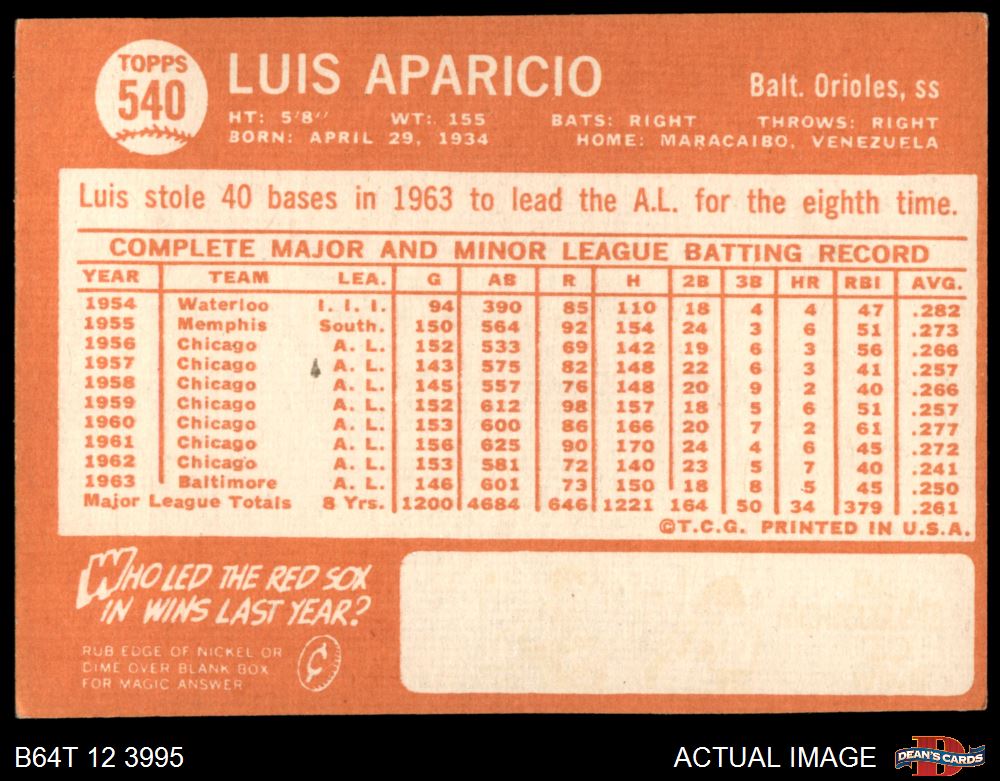 TOPPS
540
LUIS APARICIO
Balt. Orioles, ss
HT: 5'8" WT: 155 BATS: RIGHT THROWS: RIGHT
BORN: APRIL 29, 1934 HOME: MARACAIBO, VENEZUELA
Luis stole 40 bases in 1963 to lead the A.L. for the eighth time.
COMPLETE MAJOR AND MINOR LEAGUE BATTING RECORD
YEAR TEAM LEA. G AB R H 2B 3B HR RBI AVG.
1954 Waterloo I. I. I. 94 390 85 110 18 4 4 47 .282
1955 Memphis South. 150 564 92 154 24 3 6 51 .273
1956 Chicago A. L. 152 533 69 142 19 6 3 56 .266
1957 Chicago A. L. 143 575 82 148 22 6 3 41 .257
1958 Chicago A. L. 145 557 76 148 20 9 2 40 .266
1959 Chicago A. L. 152 612 98 157 18 5 6 51 .257
1960 Chicago A. L. 153 600 86 166 20 7 2 61 .277
1961 Chicago A. L. 156 625 90 170 24 4 6 45 .272
1962 Chicago A. L. 153 581 72 140 23 5 7 40 .241
1963 Baltimore A. L. 146 601 73 150 18 8 5 45 .250
Major League Totals 8 Yrs. 1200 4684 646 1221 164 50 34 379 .261
©T.C.G. PRINTED IN U.S.A.
WHO LED THE RED SOX
IN WINS LAST YEAR?
RUB EDGE OF NICKEL OR
DIME OVER BLANK BOX
FOR MAGIC ANSWER
¢
B64T 12 3995
ACTUAL IMAGE
DEAN'S CARDS